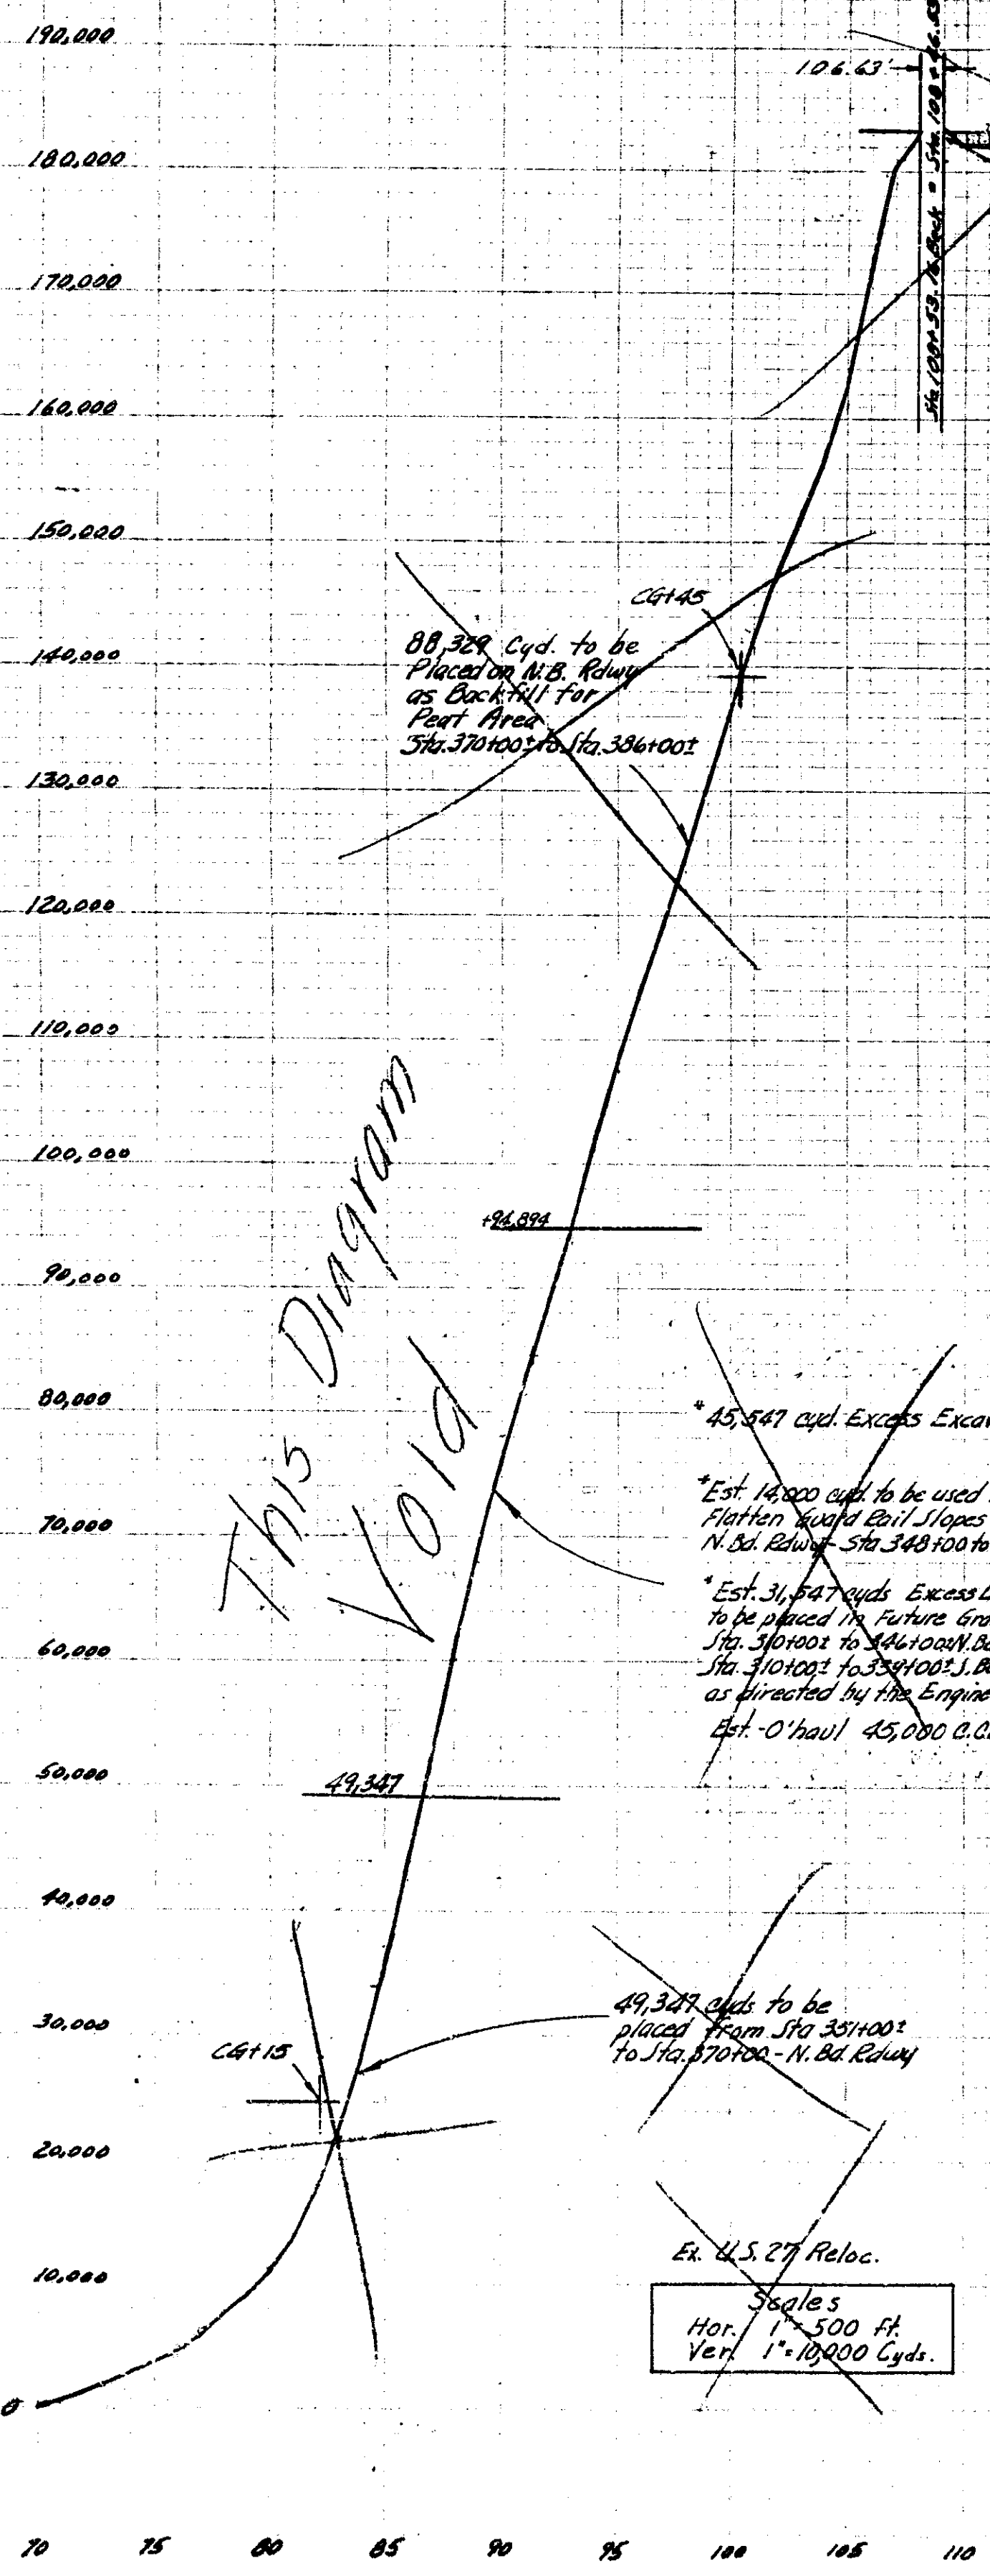 190,000
106.63'
180,000
170,000
160,000
150,000
CG+45
88,329 Cyd. to be
Placed on N.B. Rdwy
as Backfill for
Peat Area
Sta. 370+00± to Sta. 386+00±
140,000
130,000
120,000
110,000
100,000
+94,894
90,000
This Diagram
Void
80,000
*45,547 cyd. Excess
*Est. 14,000 cyd. to be used
Flatten Guard Rail Slopes
N. Bd. Rdwy - Sta 348+00 to
70,000
*Est. 31,547 cyds Excess
to be placed in Future
Sta. 310+00± to 346+00±N.
Sta. 310+00± to 339+00±S.
as directed by the
Est. -O'haul 45,000
60,000
50,000
49,347
40,000
30,000
49,347 cyds to be
placed from Sta 351+00±
to Sta. 370+00 - N. Bd. Rdwy
CG+15
20,000
10,000
Ex. U.S. 27 Reloc.
Scales
Hor. 1"=500 ft.
Ver. 1"=10,000 Cyds.
0
70 75 80 85 90 95 100 105 110